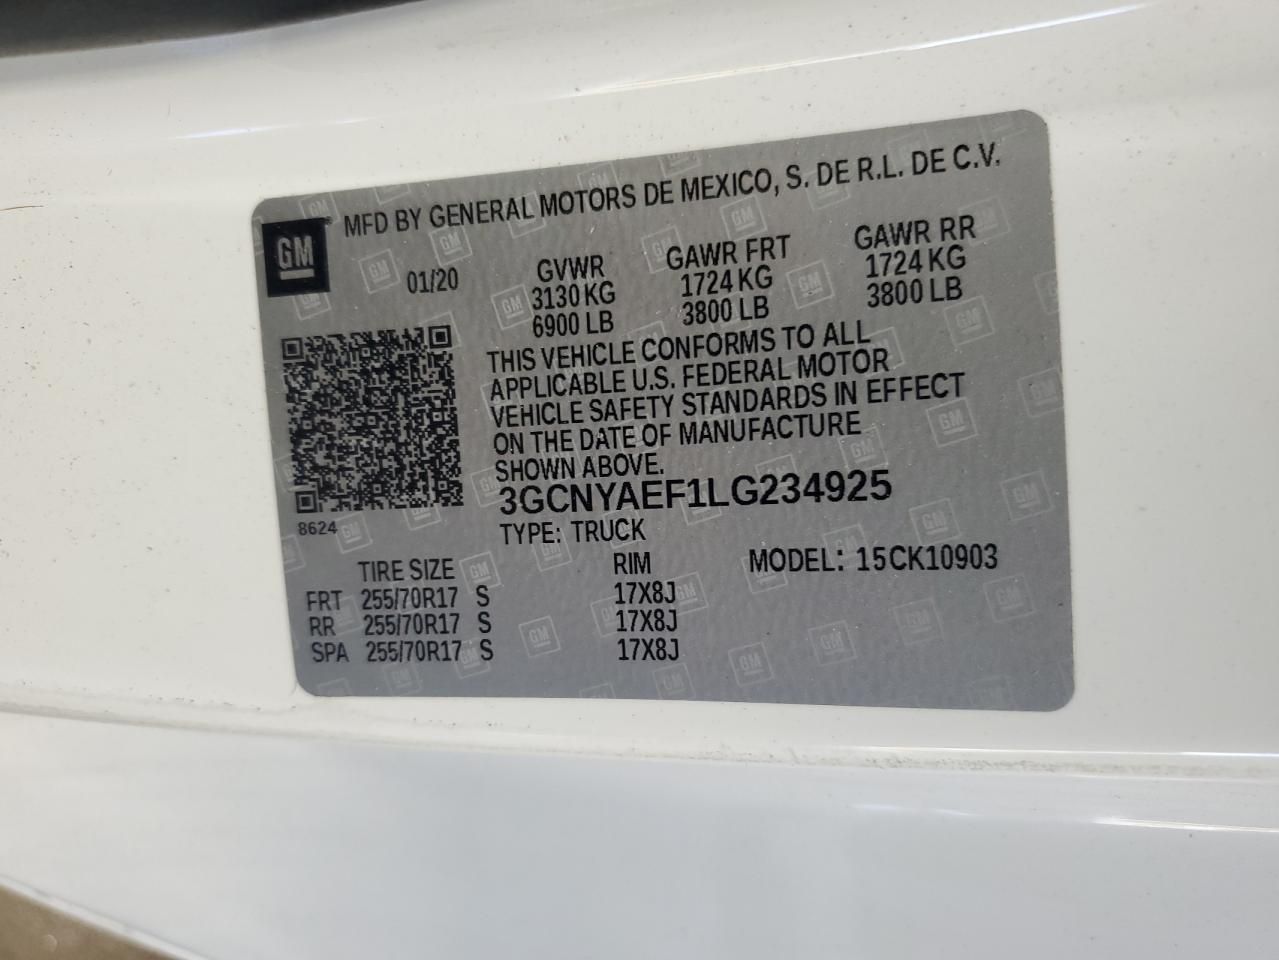 GM MFD BY GENERAL MOTORS DE MEXICO, S. DE R.L. DE C.V.
01/20 GVWR GAWR FRT GAWR RR
3130 KG 1724 KG 1724 KG
6900 LB 3800 LB 3800 LB
THIS VEHICLE CONFORMS TO ALL
APPLICABLE U.S. FEDERAL MOTOR
VEHICLE SAFETY STANDARDS IN EFFECT
ON THE DATE OF MANUFACTURE
SHOWN ABOVE.
3GCNYAEF1LG234925
8624 TYPE: TRUCK
TIRE SIZE RIM MODEL: 15CK10903
FRT 255/70R17 S 17X8J
RR 255/70R17 S 17X8J
SPA 255/70R17 S 17X8J